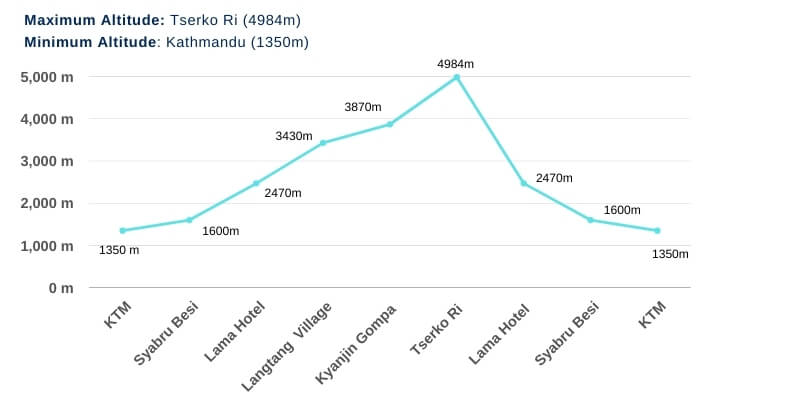 Maximum Altitude: Tserko Ri (4984m)
Minimum Altitude: Kathmandu (1350m)
4984m
5,000 m
3870m
4,000 m
3430m
3,000 m
2470m
2470m
2,000 m
1600m
1600m
1,000 m
1350 m
1350m
0 m
KTM
Syabru Besi
Lama Hotel
Langtang Village
Kyanjin Gompa
Tserko Ri
Lama Hotel
Syabru Besi
KTM